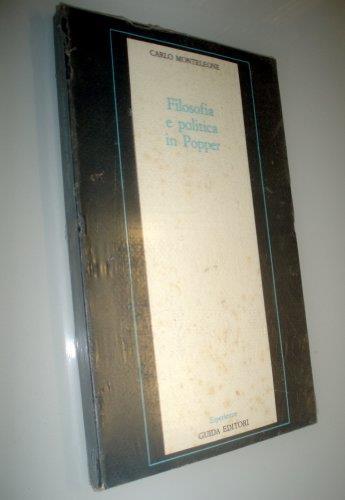 CARLO MONTELEONE
Filosofia
e politica
in Popper
Esperienze
GUIDA EDITORI